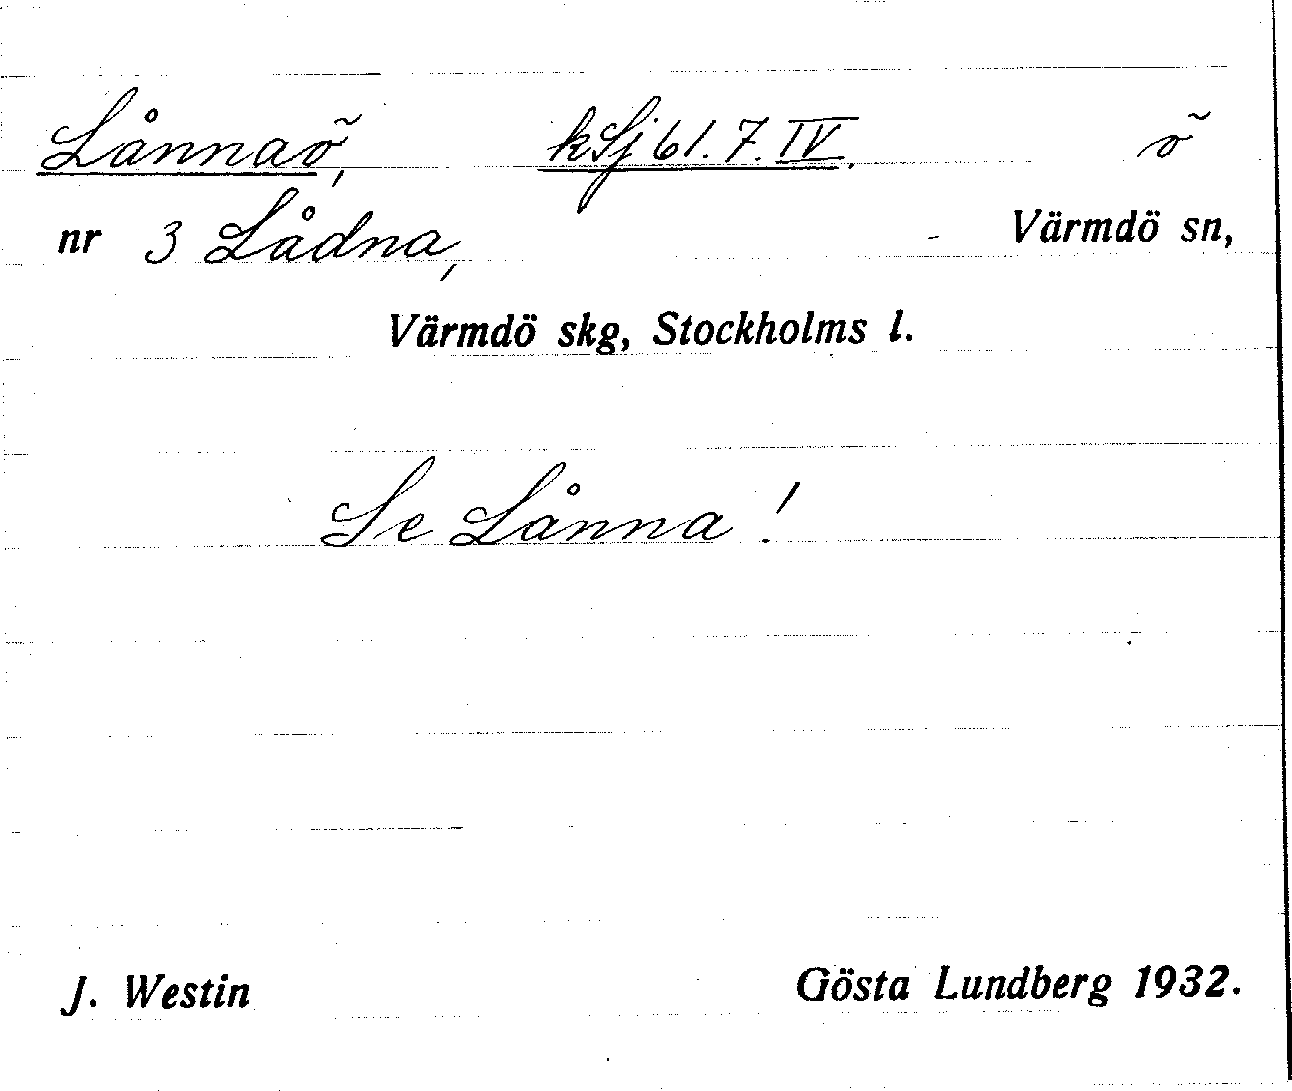 Lånnaö, kSj 61.7.IV. ö
nr 3 Lådna, Värmdö sn,
Värmdö skg, Stockholms l.
Se Lånna!
J. Westin Gösta Lundberg 1932.